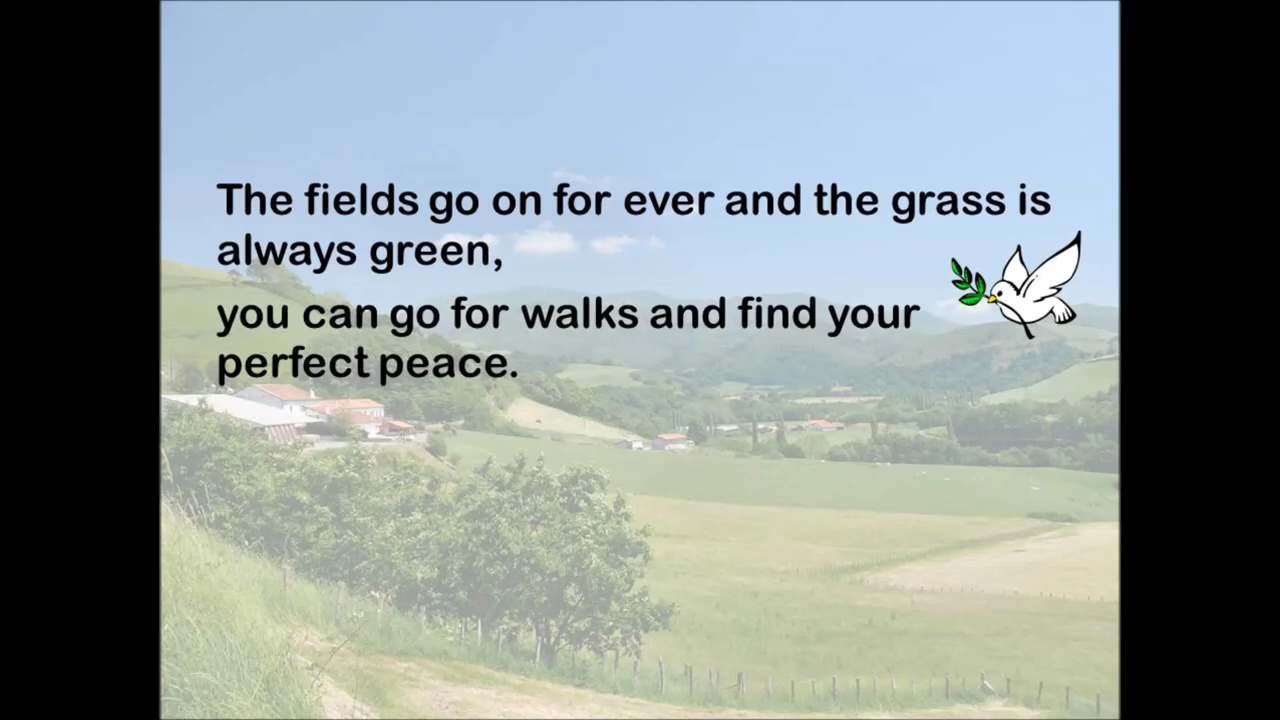 The fields go on for ever and the grass is
always green,
you can go for walks and find your
perfect peace.